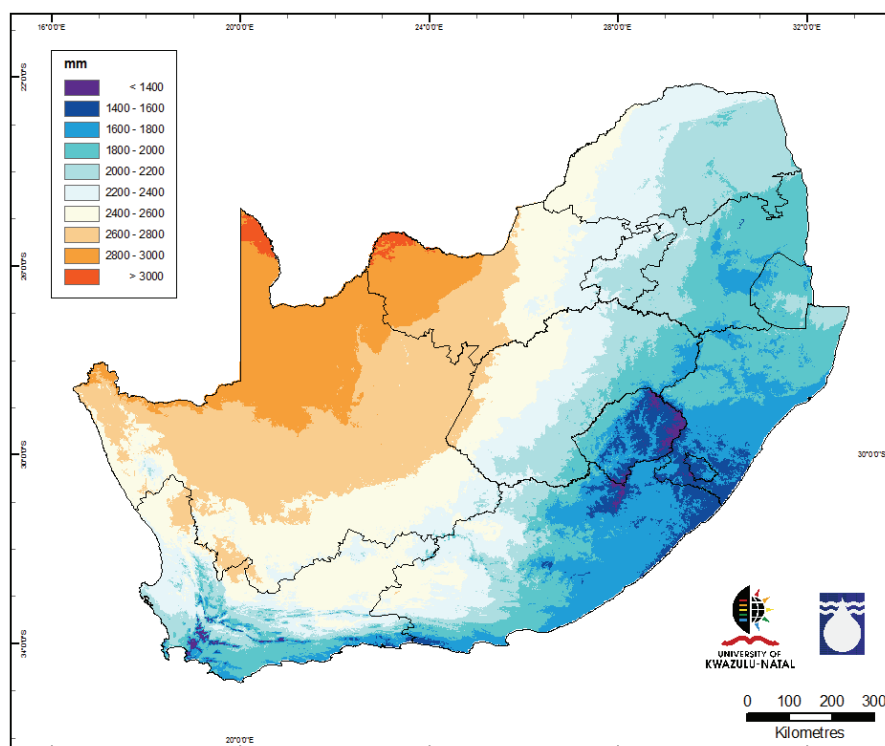 16°0'0"E 20°0'0"E 24°0'0"E 28°0'0"E 32°0'0"E
22°0'0"S
mm
< 1400
1400 - 1600
1600 - 1800
1800 - 2000
2000 - 2200
2200 - 2400
2400 - 2600
2600 - 2800
2800 - 3000
> 3000
26°0'0"S
30°0'0"S 30°0'0"S
34°0'0"S
UNIVERSITY OF
KWAZULU-NATAL
0 100 200 300
Kilometres
20°0'0"E